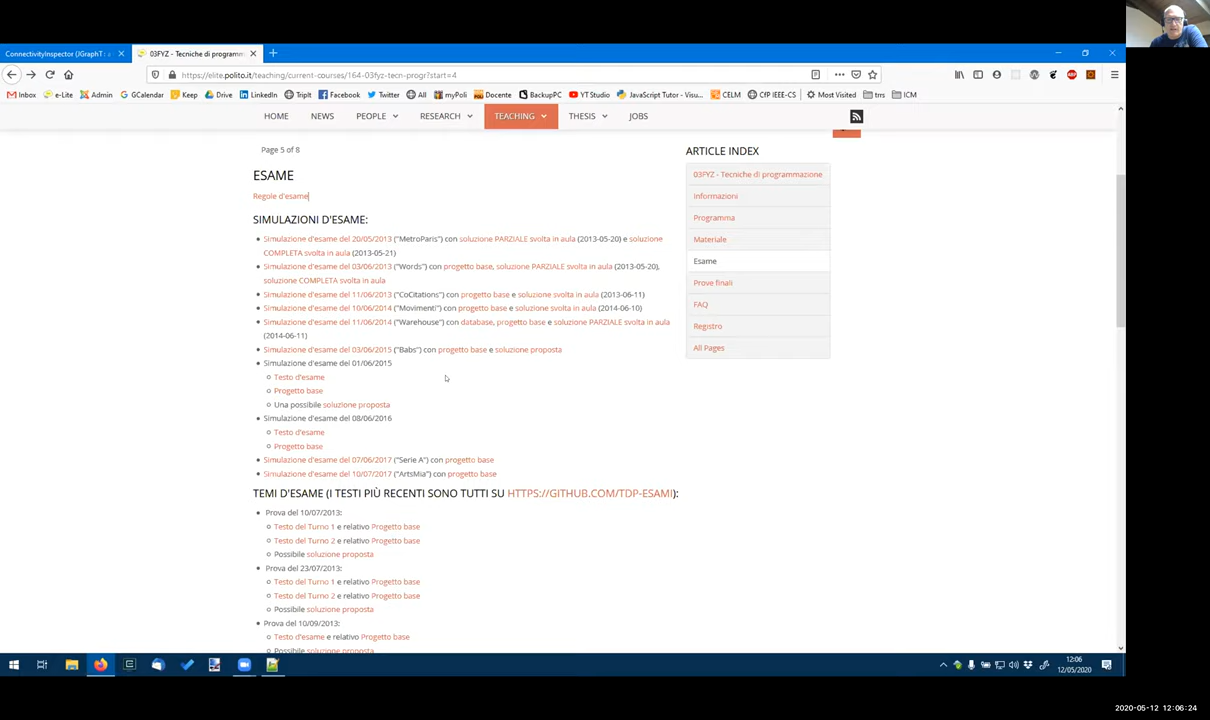 ConnectivityInspector (JGraphT :
03FYZ - Tecniche di programm
https://elite.polito.it/teaching/current-courses/164-03fyz-tecn-progr?start=4
Inbox e-Lite Admin GCalendar Keep Drive LinkedIn TripIt Facebook Twitter All myPoli Docente BackupPC YT Studio JavaScript Tutor - Visu... CELM CfP IEEE-CS Most Visited trs ICM
HOME NEWS PEOPLE RESEARCH TEACHING THESIS JOBS
Page 5 of 8
ESAME
Regole d'esame
SIMULAZIONI D'ESAME:
Simulazione d'esame del 20/05/2013 ("MetroParis") con soluzione PARZIALE svolta in aula (2013-05-20) e soluzione
COMPLETA svolta in aula (2013-05-21)
Simulazione d'esame del 03/06/2013 ("Words") con progetto base, soluzione PARZIALE svolta in aula (2013-05-20),
soluzione COMPLETA svolta in aula
Simulazione d'esame del 11/06/2013 ("CoCitations") con progetto base e soluzione svolta in aula (2013-06-11)
Simulazione d'esame del 10/06/2014 ("Movimenti") con progetto base e soluzione svolta in aula (2014-06-10)
Simulazione d'esame del 11/06/2014 ("Warehouse") con database, progetto base e soluzione PARZIALE svolta in aula
(2014-06-11)
Simulazione d'esame del 03/06/2015 ("Babs") con progetto base e soluzione proposta
Simulazione d'esame del 01/06/2015
Testo d'esame
Progetto base
Una possibile soluzione proposta
Simulazione d'esame del 08/06/2016
Testo d'esame
Progetto base
Simulazione d'esame del 07/06/2017 ("Serie A") con progetto base
Simulazione d'esame del 10/07/2017 ("ArtsMia") con progetto base
TEMI D'ESAME (I TESTI PIÙ RECENTI SONO TUTTI SU HTTPS://GITHUB.COM/TDP-ESAMI):
Prova del 10/07/2013:
Testo del Turno 1 e relativo Progetto base
Testo del Turno 2 e relativo Progetto base
Possibile soluzione proposta
Prova del 23/07/2013:
Testo del Turno 1 e relativo Progetto base
Testo del Turno 2 e relativo Progetto base
Possibile soluzione proposta
Prova del 10/09/2013:
Testo d'esame e relativo Progetto base
Possibile soluzione proposta
ARTICLE INDEX
03FYZ - Tecniche di programmazione
Informazioni
Programma
Materiale
Esame
Prove finali
FAQ
Registro
All Pages
12:06
12/05/2020
2020-05-12 12:06:24